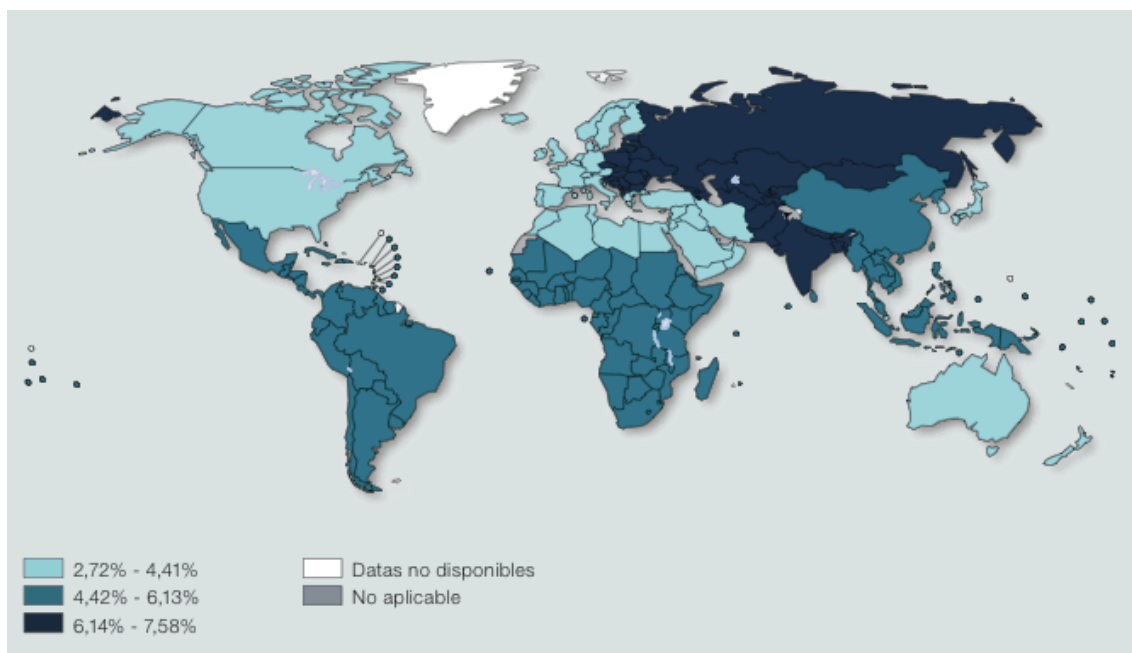 2,72% - 4,41%
4,42% - 6,13%
6,14% - 7,58%
Datas no disponibles
No aplicable